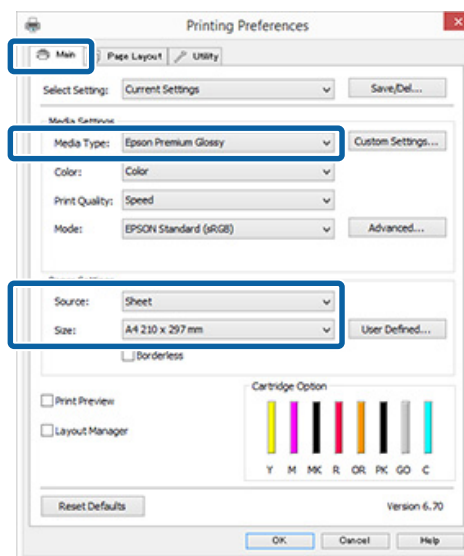 Printing Preferences
Main Page Layout Utility
Select Setting: Current Settings Save/Del...
Media Settings
Media Type: Epson Premium Glossy Custom Settings...
Color: Color
Print Quality: Speed
Mode: EPSON Standard (sRGB) Advanced...
Source: Sheet
Size: A4 210 x 297 mm User Defined...
Borderless
Print Preview
Layout Manager
Cartridge Option
Y M MK R OR PK GO C
Reset Defaults Version 6.70
OK Cancel Help